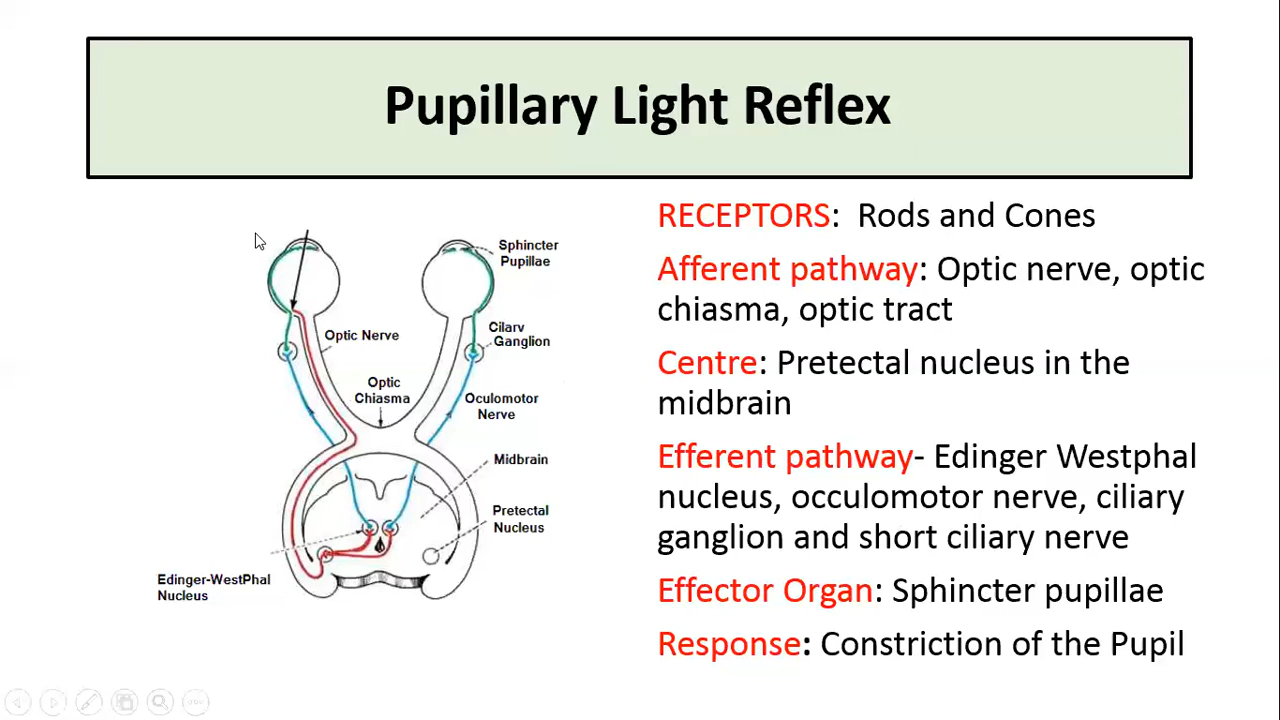 Pupillary Light Reflex
Sphincter
Pupillae
Cilarv
Ganglion
Optic Nerve
Optic
Chiasma
Oculomotor
Nerve
Midbrain
Pretectal
Nucleus
Edinger-WestPhal
Nucleus
RECEPTORS: Rods and Cones
Afferent pathway: Optic nerve, optic
chiasma, optic tract
Centre: Pretectal nucleus in the
midbrain
Efferent pathway- Edinger Westphal
nucleus, occulomotor nerve, ciliary
ganglion and short ciliary nerve
Effector Organ: Sphincter pupillae
Response: Constriction of the Pupil